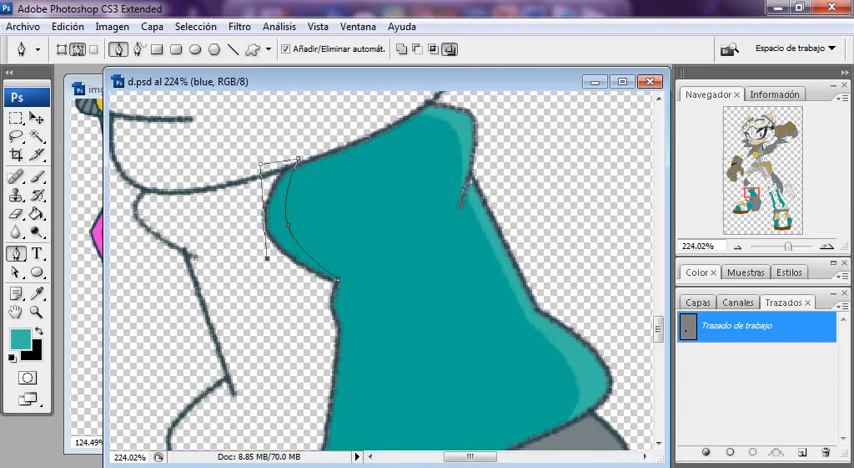 Adobe Photoshop CS3 Extended
Archivo Edición Imagen Capa Selección Filtro Análisis Vista Ventana Ayuda
Añadir/Eliminar automát.
Espacio de trabajo
Ps
img
d.psd al 224% (blue, RGB/8)
Navegador Información
224.02%
Color Muestras Estilos
Capas Canales Trazados
Trazado de trabajo
T
124.49%
224.02% Doc: 8.85 MB/70.0 MB